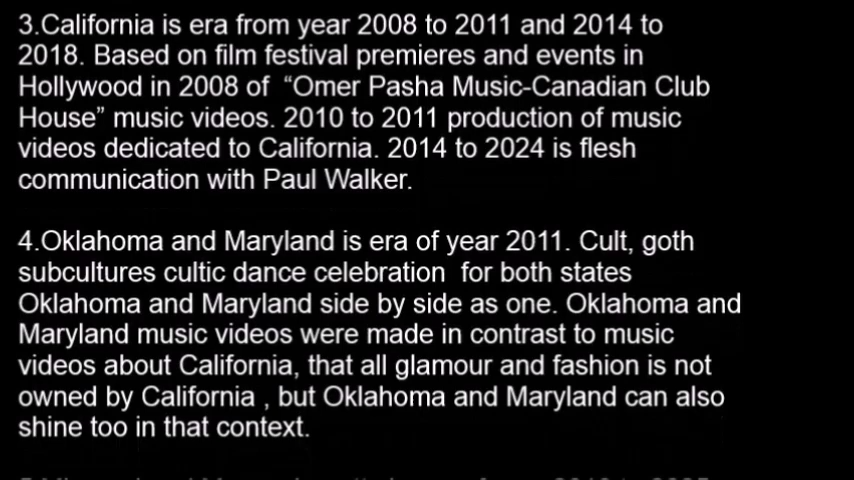 3.California is era from year 2008 to 2011 and 2014 to
2018. Based on film festival premieres and events in
Hollywood in 2008 of “Omer Pasha Music-Canadian Club
House” music videos. 2010 to 2011 production of music
videos dedicated to California. 2014 to 2024 is flesh
communication with Paul Walker.
4.Oklahoma and Maryland is era of year 2011. Cult, goth
subcultures cultic dance celebration for both states
Oklahoma and Maryland side by side as one. Oklahoma and
Maryland music videos were made in contrast to music
videos about California, that all glamour and fashion is not
owned by California , but Oklahoma and Maryland can also
shine too in that context.